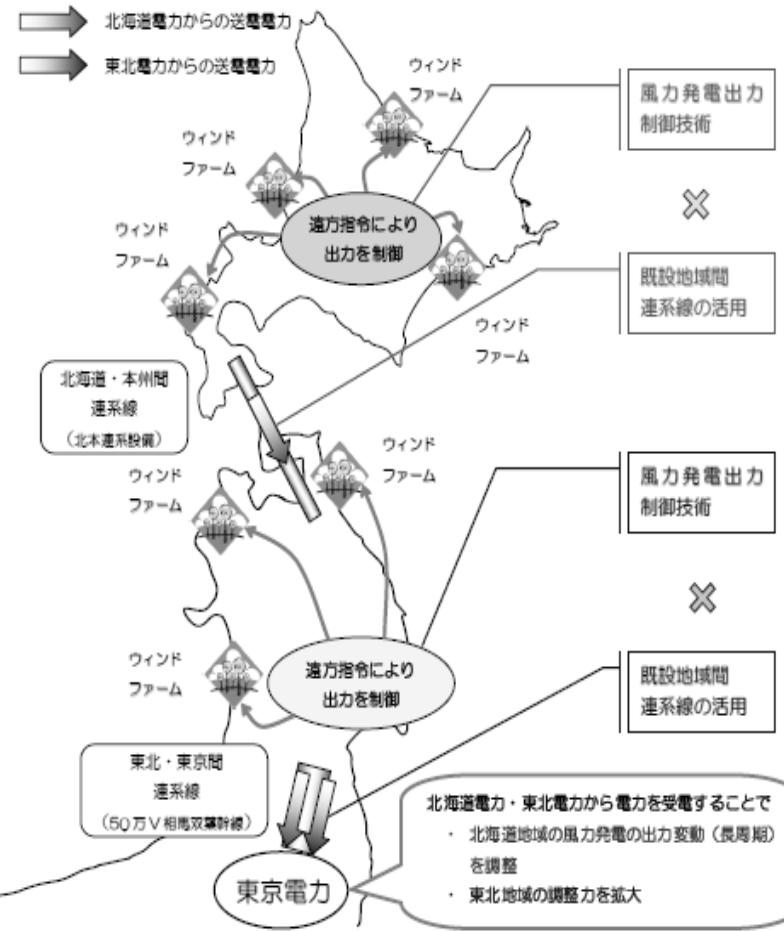 北海道電力からの送電電力
東北電力からの送電電力
ウィンド
ファーム
風力発電出力
制御技術
ウィンド
ファーム
遠方指令により
出力を制御
ウィンド
ファーム
既設地域間
連系線の活用
ウィンド
ファーム
北海道・本州間
連系線
(北本連系設備)
ウィンド
ファーム
ウィンド
ファーム
風力発電出力
制御技術
ウィンド
ファーム
遠方指令により
出力を制御
既設地域間
連系線の活用
東北・東京間
連系線
(50万V相馬双葉幹線)
北海道電力・東北電力から電力を受電することで
・ 北海道地域の風力発電の出力変動(長周期)
を調整
・ 東北地域の調整力を拡大
東京電力